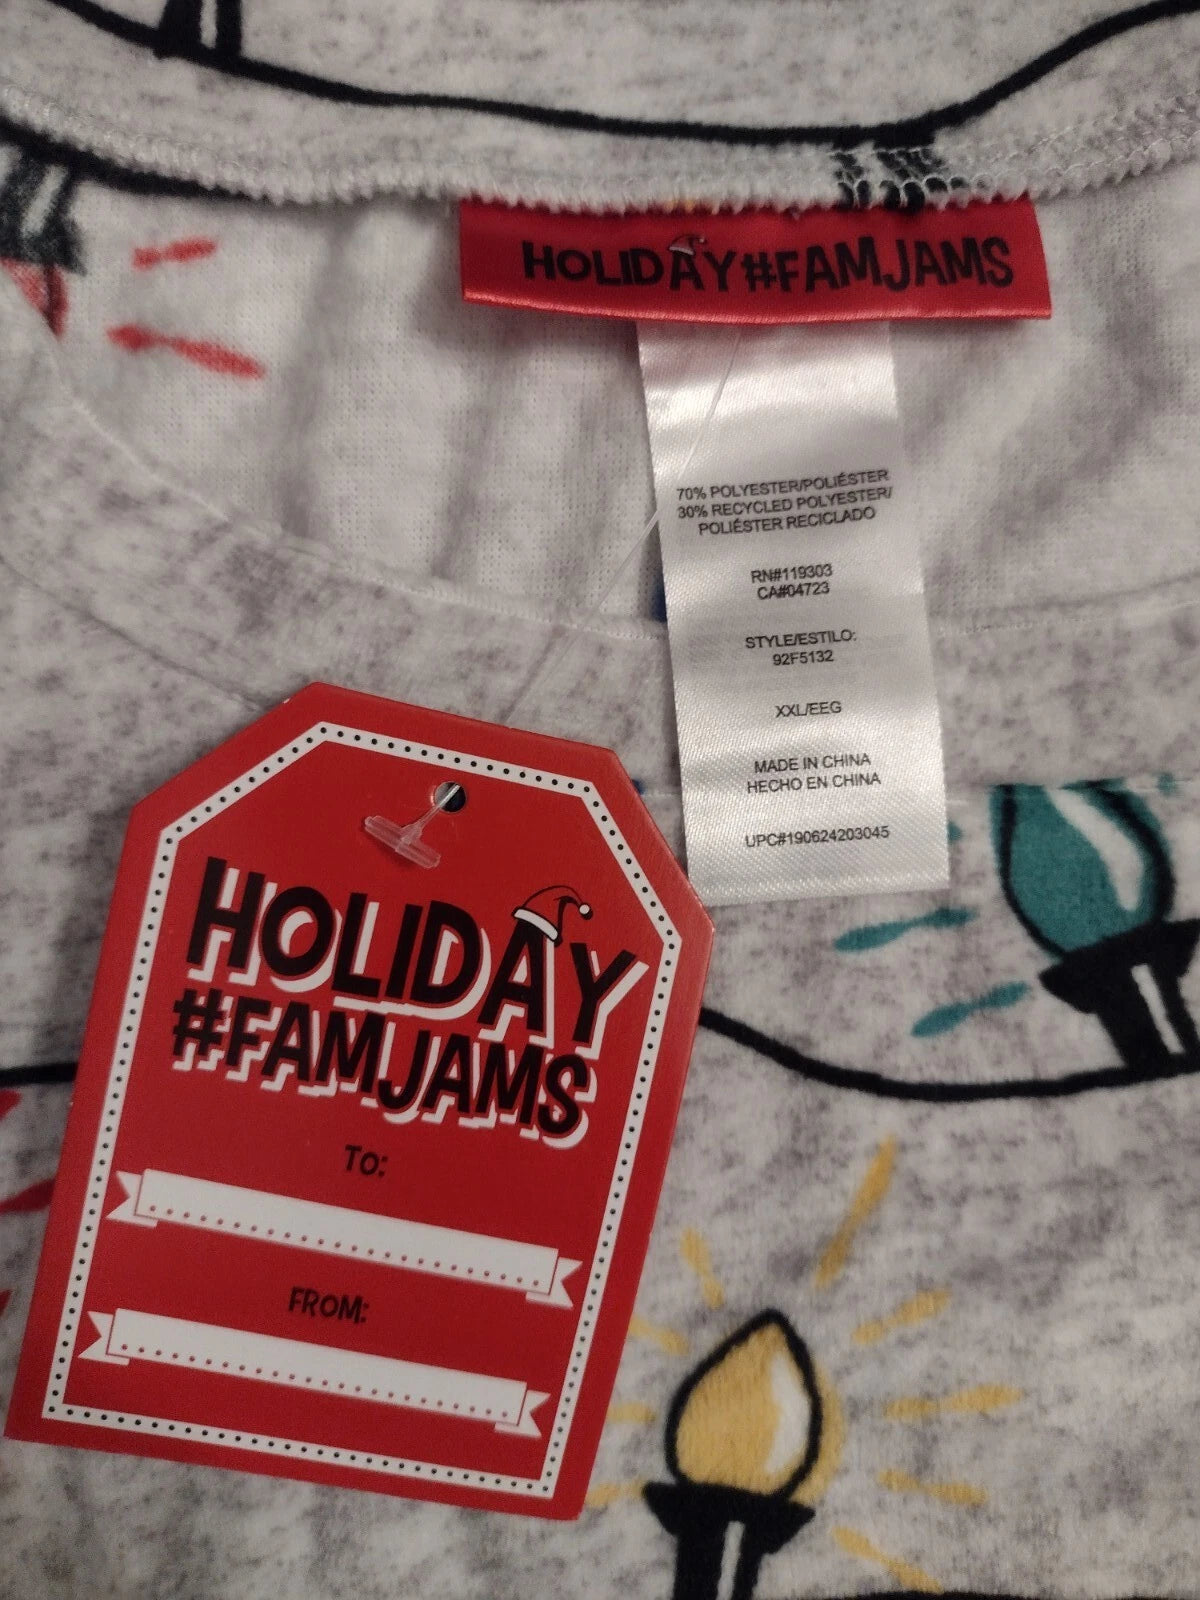 HOLIDAY#FAMJAMS
70% POLYESTER/POLIÉSTER
30% RECYCLED POLYESTER/
POLIÉSTER RECICLADO
RN#119303
CA#04723
STYLE/ESTILO:
92F5132
XXL/EEG
MADE IN CHINA
HECHO EN CHINA
UPC#190624203045
HOLIDAY
#FAMJAMS
TO:
FROM: